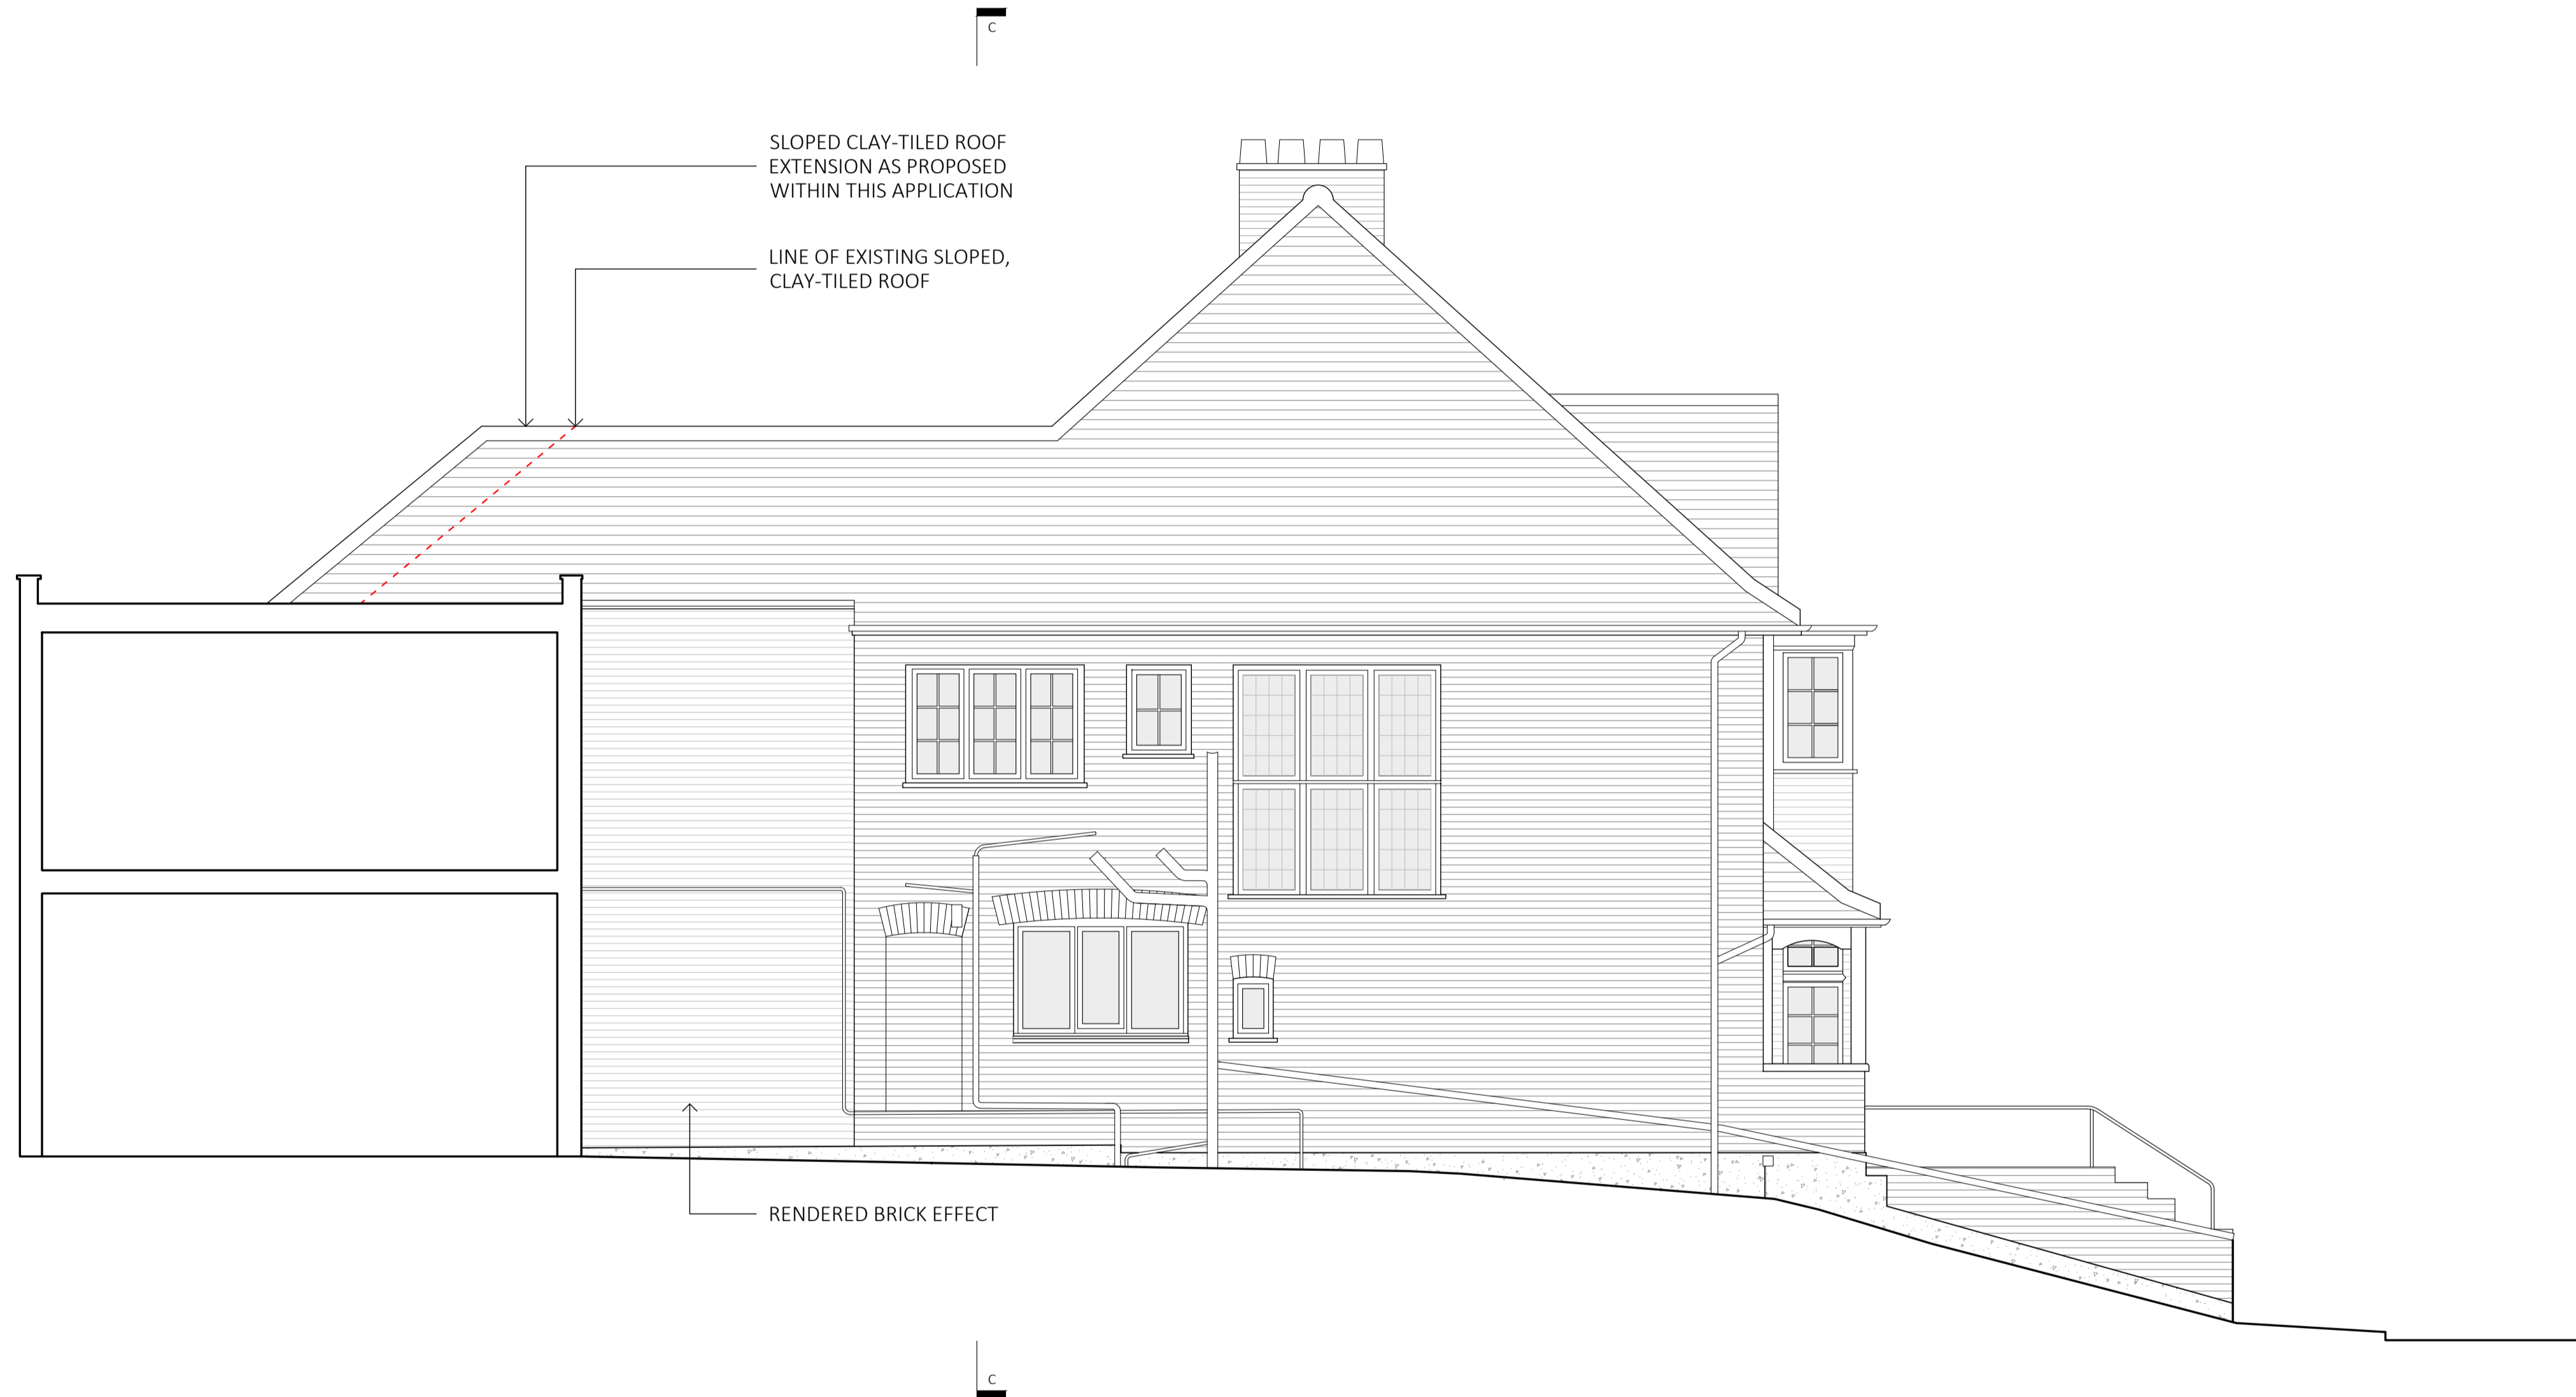 C
SLOPED CLAY-TILED ROOF
EXTENSION AS PROPOSED
WITHIN THIS APPLICATION
LINE OF EXISTING SLOPED,
CLAY-TILED ROOF
RENDERED BRICK EFFECT
C